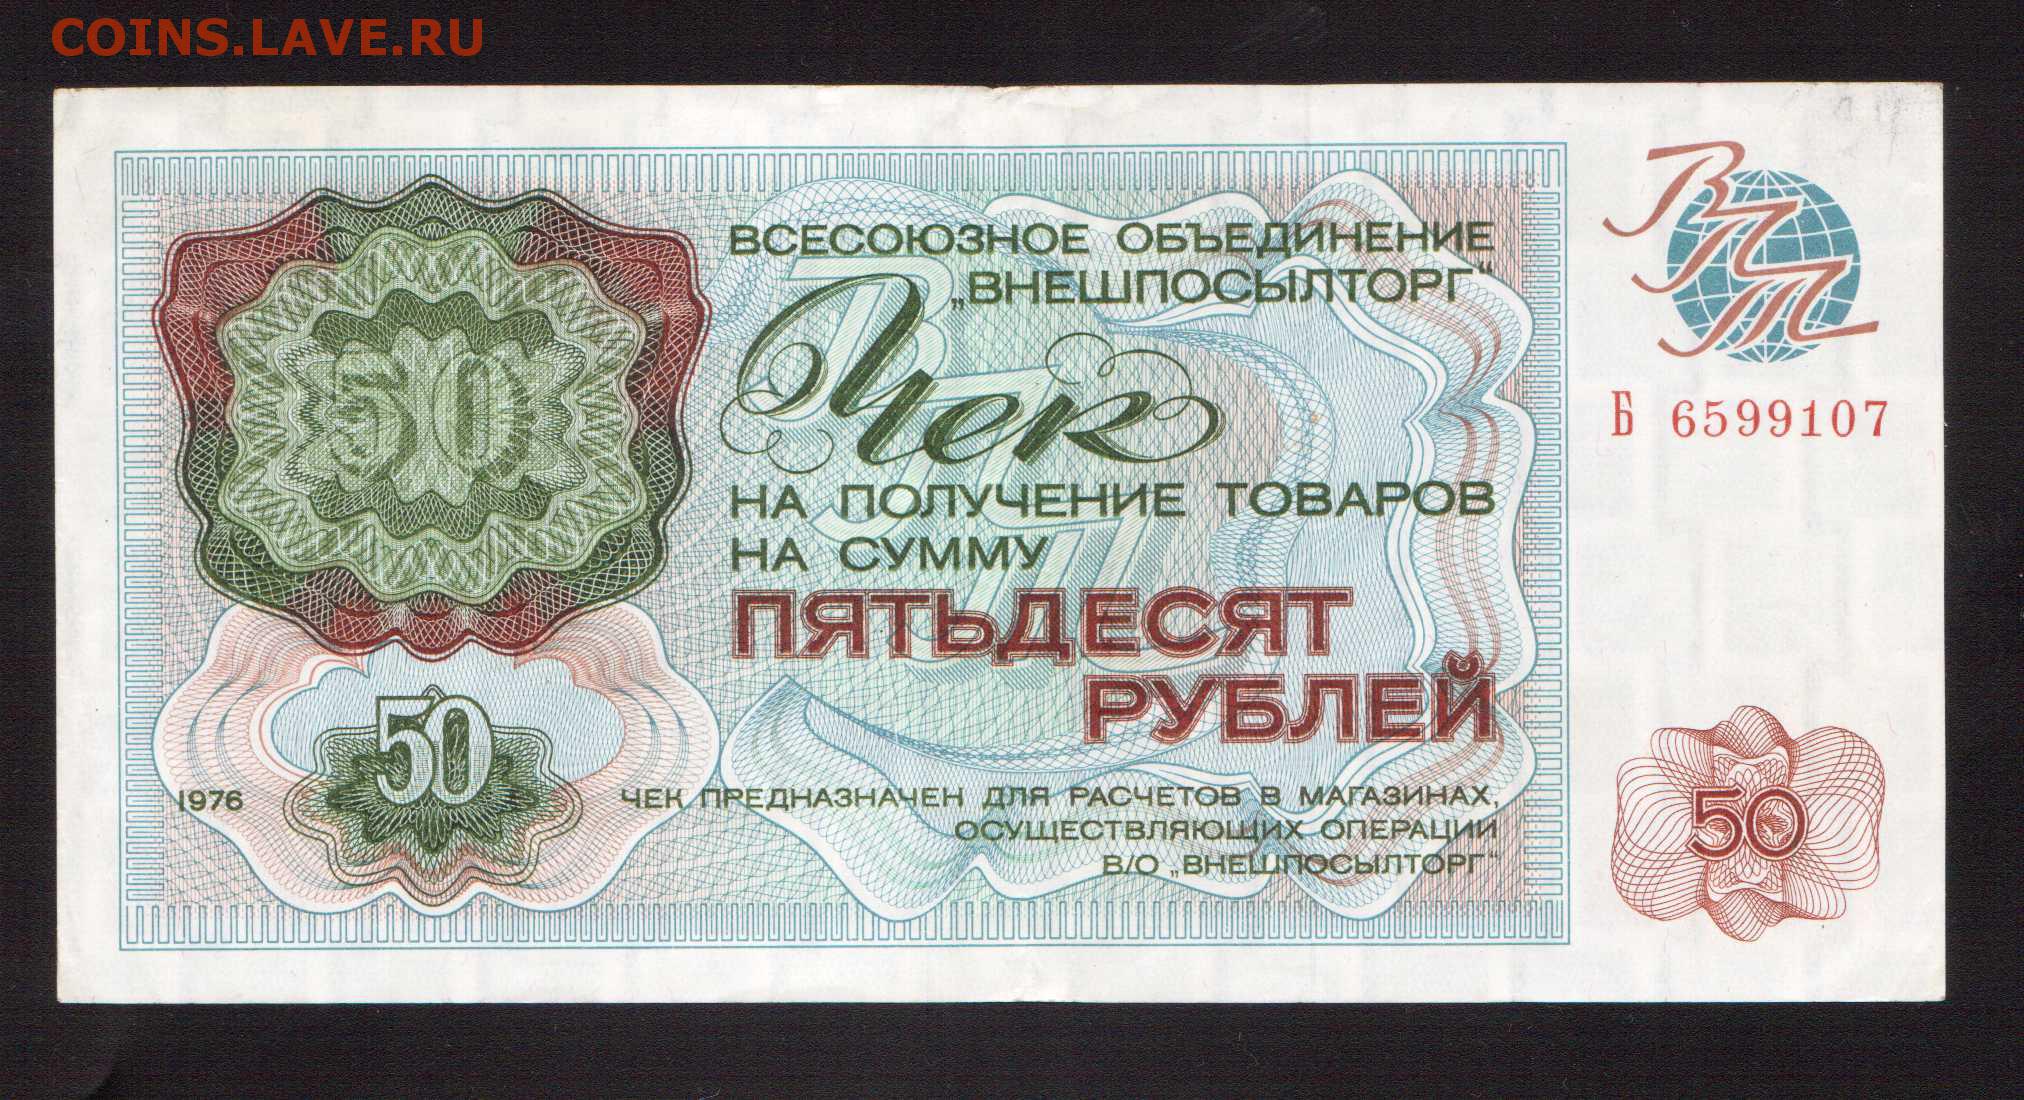 COINS.LAVE.RU
ВСЕСОЮЗНОЕ ОБЪЕДИНЕНИЕ
„ВНЕШПОСЫЛТОРГ“
ВПТ
Чек
Б 6599107
50
НА ПОЛУЧЕНИЕ ТОВАРОВ
НА СУММУ
ПЯТЬДЕСЯТ
РУБЛЕЙ
50
1976
ЧЕК ПРЕДНАЗНАЧЕН ДЛЯ РАСЧЕТОВ В МАГАЗИНАХ,
ОСУЩЕСТВЛЯЮЩИХ ОПЕРАЦИИ
В/О „ВНЕШПОСЫЛТОРГ“
50